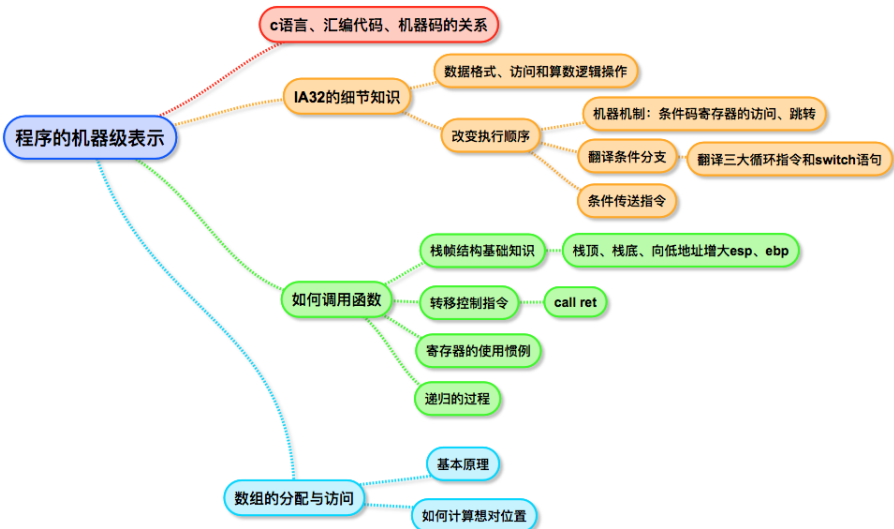 c语言、汇编代码、机器码的关系
数据格式、访问和算数逻辑操作
IA32的细节知识
机器机制：条件码寄存器的访问、跳转
程序的机器级表示
改变执行顺序
翻译条件分支
翻译三大循环指令和switch语句
条件传送指令
栈帧结构基础知识
栈顶、栈底、向低地址增大esp、ebp
如何调用函数
转移控制指令
call ret
寄存器的使用惯例
递归的过程
基本原理
数组的分配与访问
如何计算想对位置